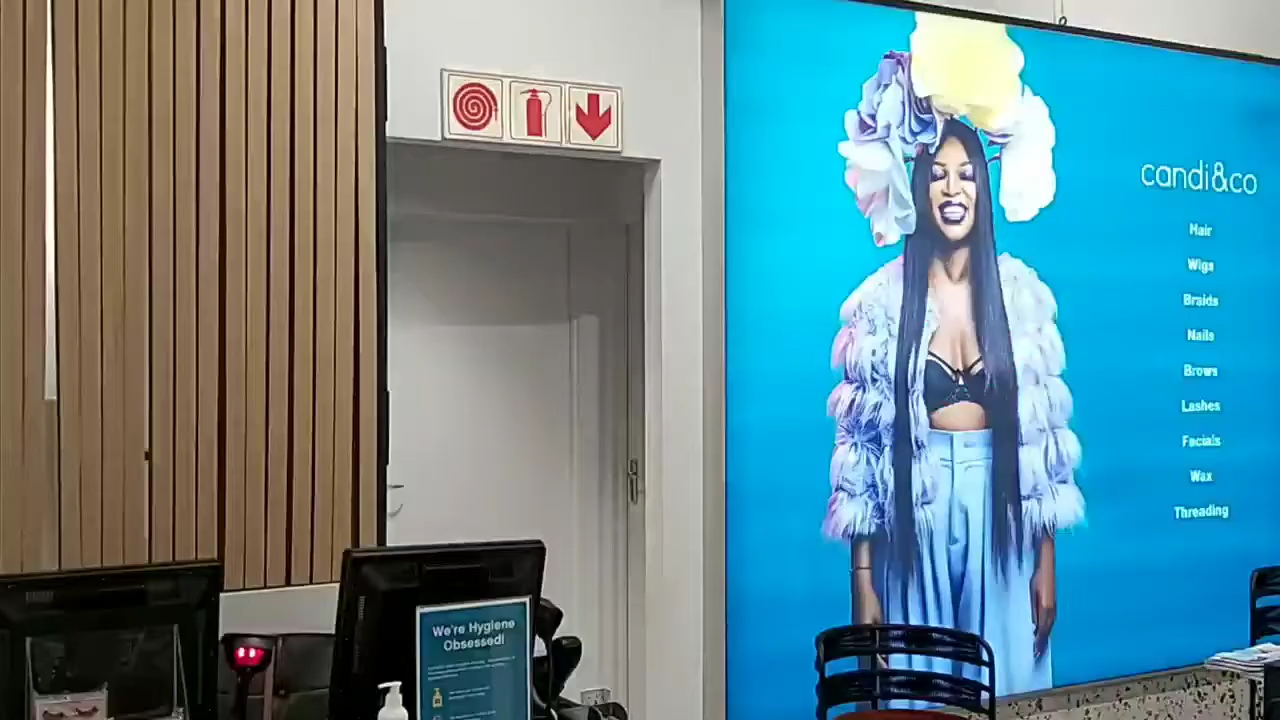 candi&co
Hair
Wigs
Braids
Nails
Brows
Lashes
Facials
Wax
Threading
We're Hygiene
Obsessed!